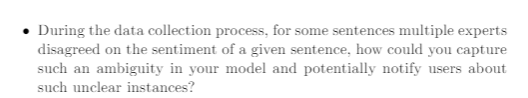 • During the data collection process, for some sentences multiple experts
disagreed on the sentiment of a given sentence, how could you capture
such an ambiguity in your model and potentially notify users about
such unclear instances?